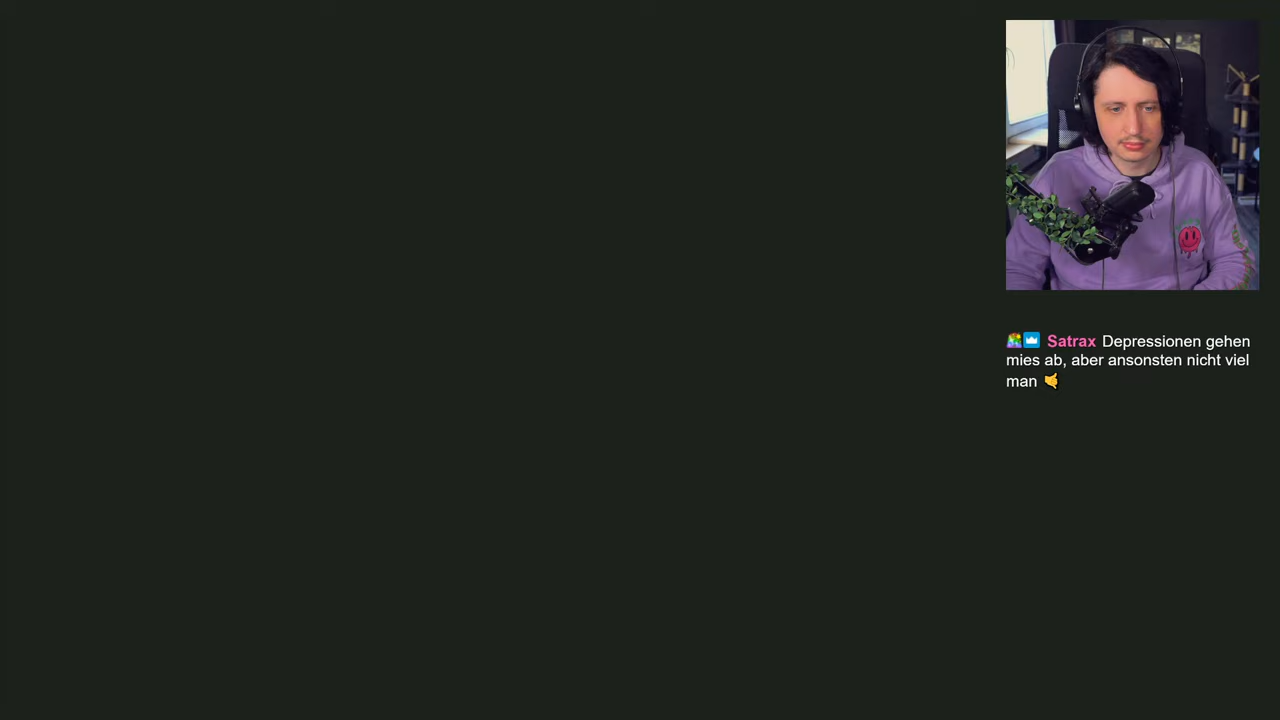 Satrax Depressionen gehen
mies ab, aber ansonsten nicht viel
man 🤙